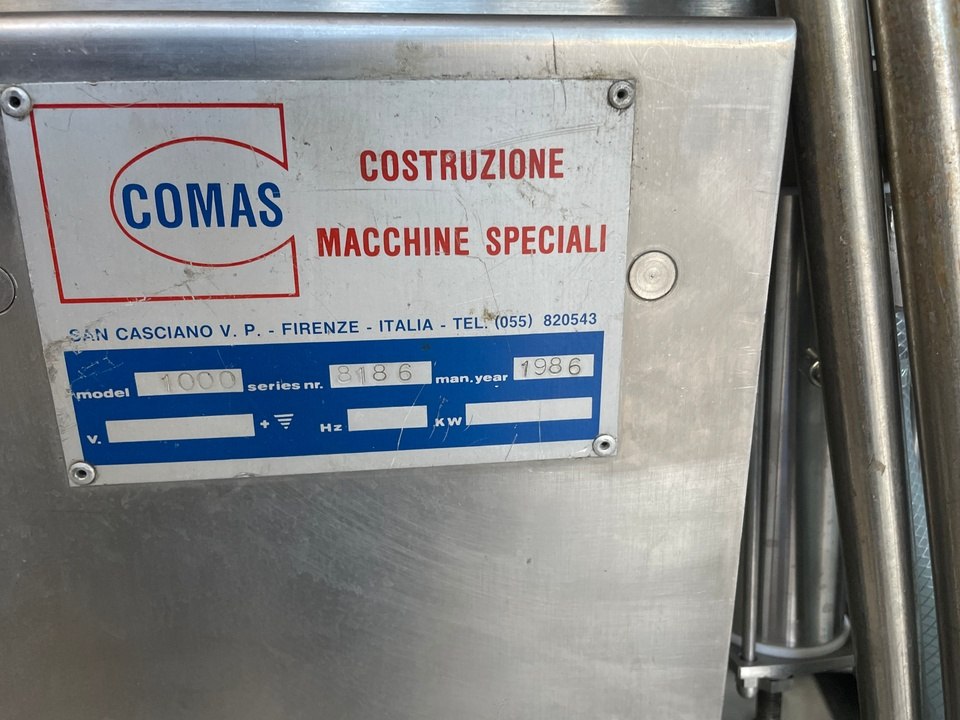 COMAS
COSTRUZIONE
MACCHINE SPECIALI
SAN CASCIANO V. P. - FIRENZE - ITALIA - TEL. (055) 820543
model 1000 series nr. 8186 man.year 1986
V. + Hz KW